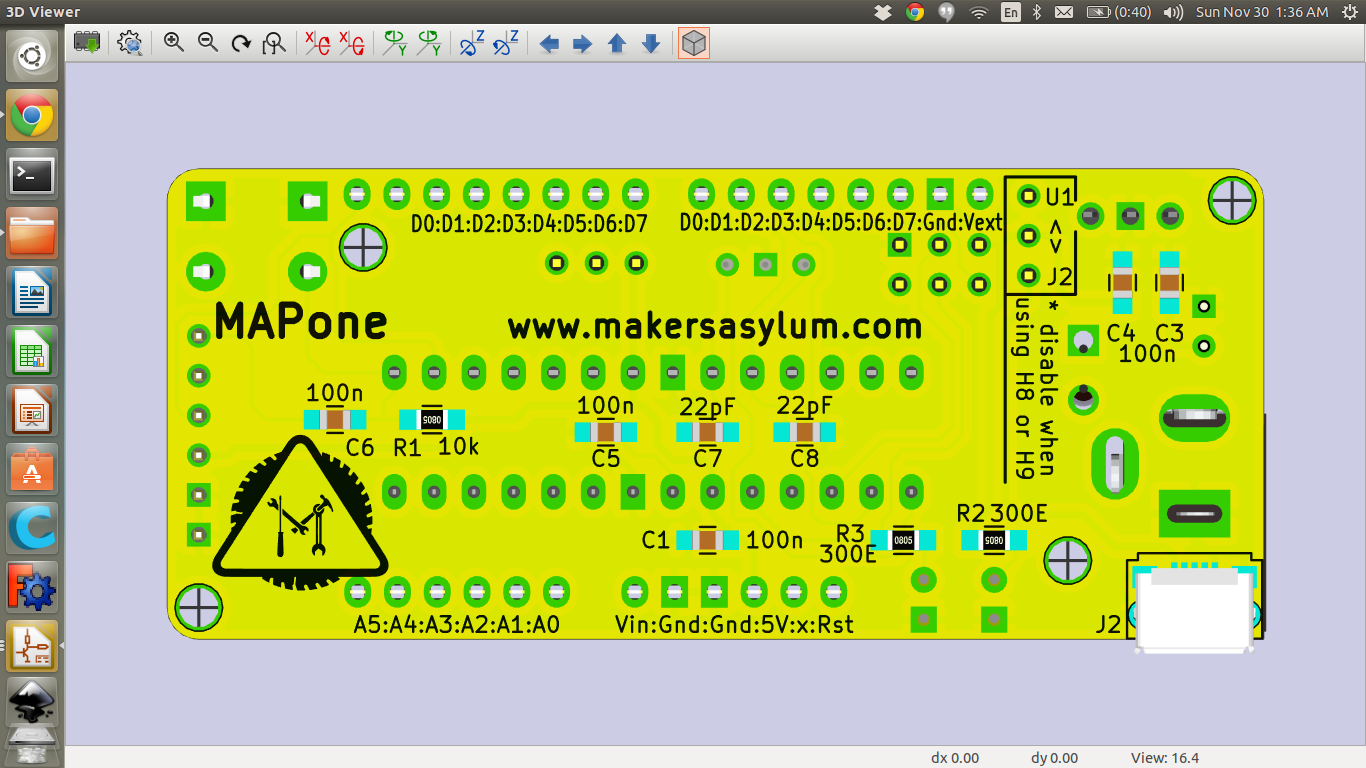 3D Viewer
En
(0:40)
Sun Nov 30 1:36 AM
X X Y Y Z Z
D0:D1:D2:D3:D4:D5:D6:D7
D0:D1:D2:D3:D4:D5:D6:D7:Gnd:Vext
U1
<>
J2
MAPone
www.makersasylum.com
* disable when
using H8 or H9
C4
C3
100n
100n
C6
0805
R1
10k
100n
C5
22pF
C7
22pF
C8
C1
100n
R3
300E
0805
R2 300E
0805
A5:A4:A3:A2:A1:A0
Vin:Gnd:Gnd:5V:x:Rst
J2
dx 0.00
dy 0.00
View: 16.4